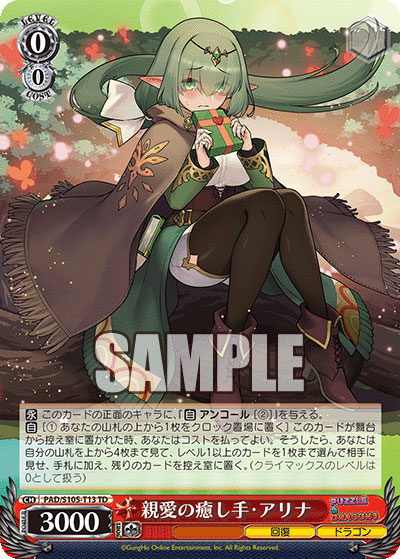 LEVEL
0
0
COST
SAMPLE
永 このカードの正面のキャラに、『自 アンコール [②]』を与える。
自 [① あなたの山札の上から1枚をクロック置場に置く] このカードが舞台
から控え室に置かれた時、あなたはコストを払ってよい。そうしたら、あなたは
自分の山札の上から4枚まで見て、レベル1以上のカードを1枚まで選んで相手に
見せ、手札に加え、残りのカードを控え室に置く。(クライマックスのレベルは
0として扱う)
CH PAD/S105-T13 TD
POWER
3000
親愛の癒し手・アリナ
回復
ドラゴン
©GungHo Online Entertainment, Inc. All Rights Reserved.